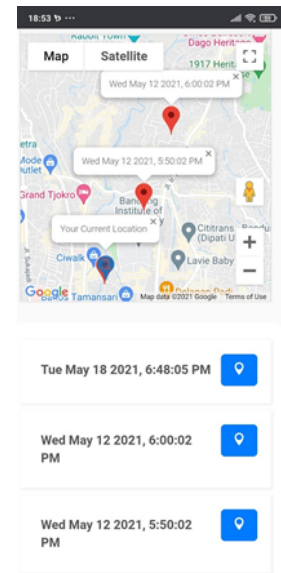 18:53
Dago Heritage
Map
Satellite
1917 Herit
Wed May 12 2021, 6:00:02 PM
Wed May 12 2021, 5:50:02 PM
Grand Tjokro
Institute of
Your Current Location
Cititrans
(Dipati U
Ciwalk
Lavie Baby
Google
Tamansari
Map data ©2021 Google
Terms of Use
Tue May 18 2021, 6:48:05 PM
Wed May 12 2021, 6:00:02
PM
Wed May 12 2021, 5:50:02
PM